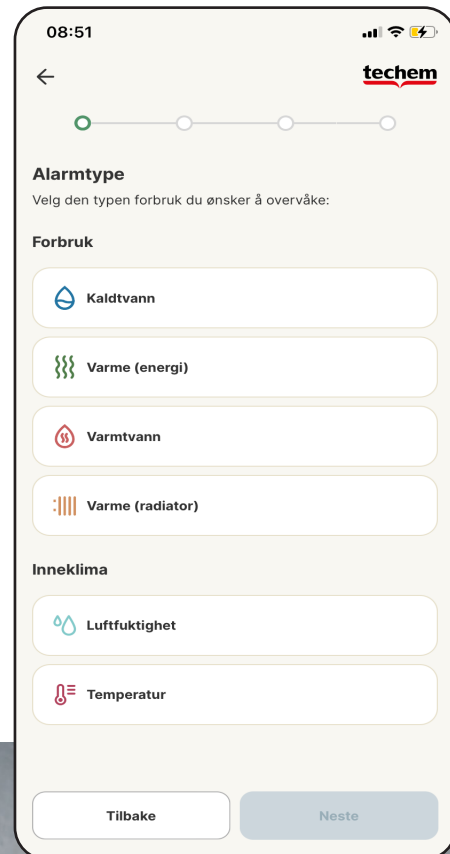 08:51
techem
Alarmtype
Velg den typen forbruk du ønsker å overvåke:
Forbruk
Kaldtvann
Varme (energi)
Varmtvann
Varme (radiator)
Inneklima
Luftfuktighet
Temperatur
Tilbake
Neste